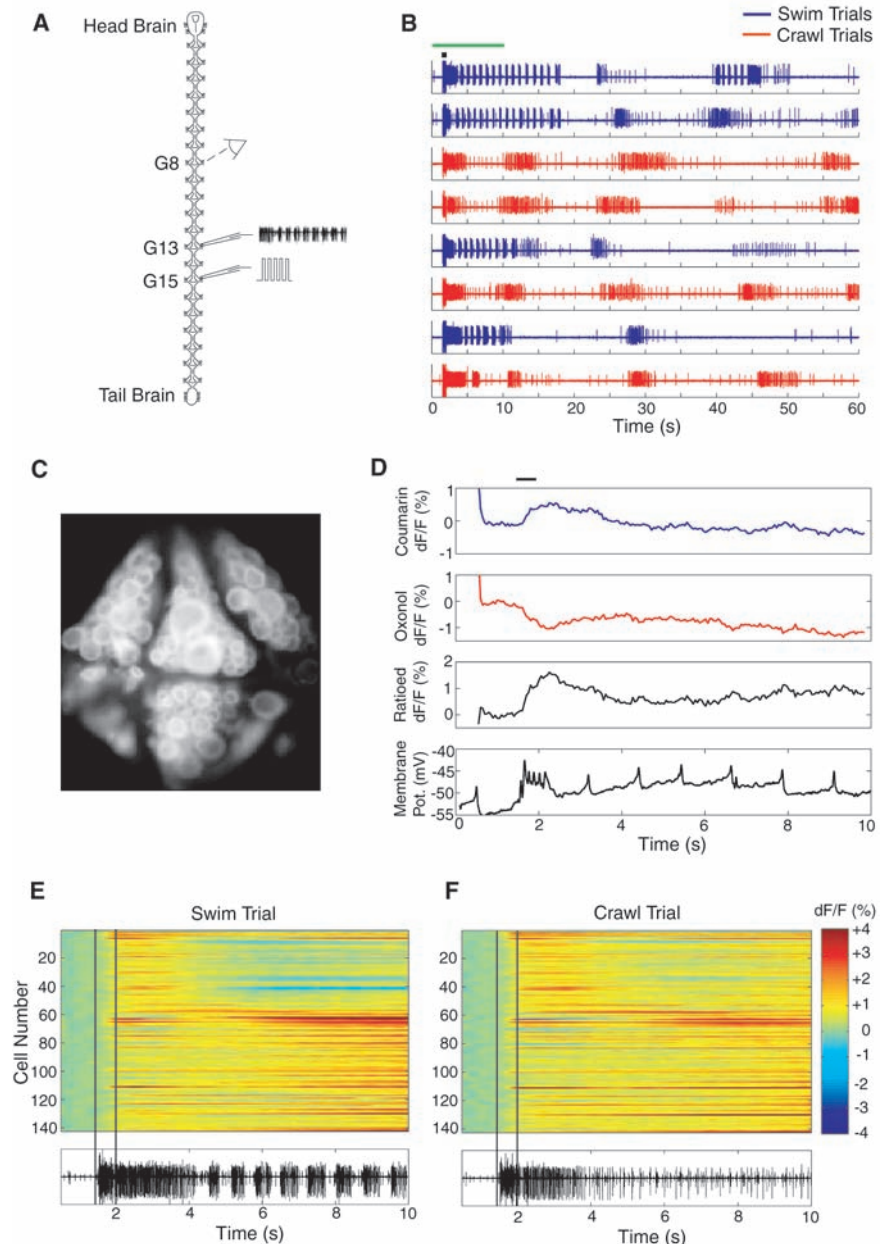 A
Head Brain
G8
G13
G15
Tail Brain
B
Swim Trials
Crawl Trials
0 10 20 30 40 50 60
Time (s)
C
D
Coumarin
dF/F (%)
1
0
-1
Oxonol
dF/F (%)
1
0
-1
Ratioed
dF/F (%)
2
1
0
Membrane
Pot. (mV)
-40
-45
-50
-55
0 2 4 6 8 10
Time (s)
E
Swim Trial
Cell Number
20
40
60
80
100
120
140
2 4 6 8 10
Time (s)
F
Crawl Trial
20
40
60
80
100
120
140
2 4 6 8 10
Time (s)
dF/F (%)
+4
+3
+2
+1
0
-1
-2
-3
-4